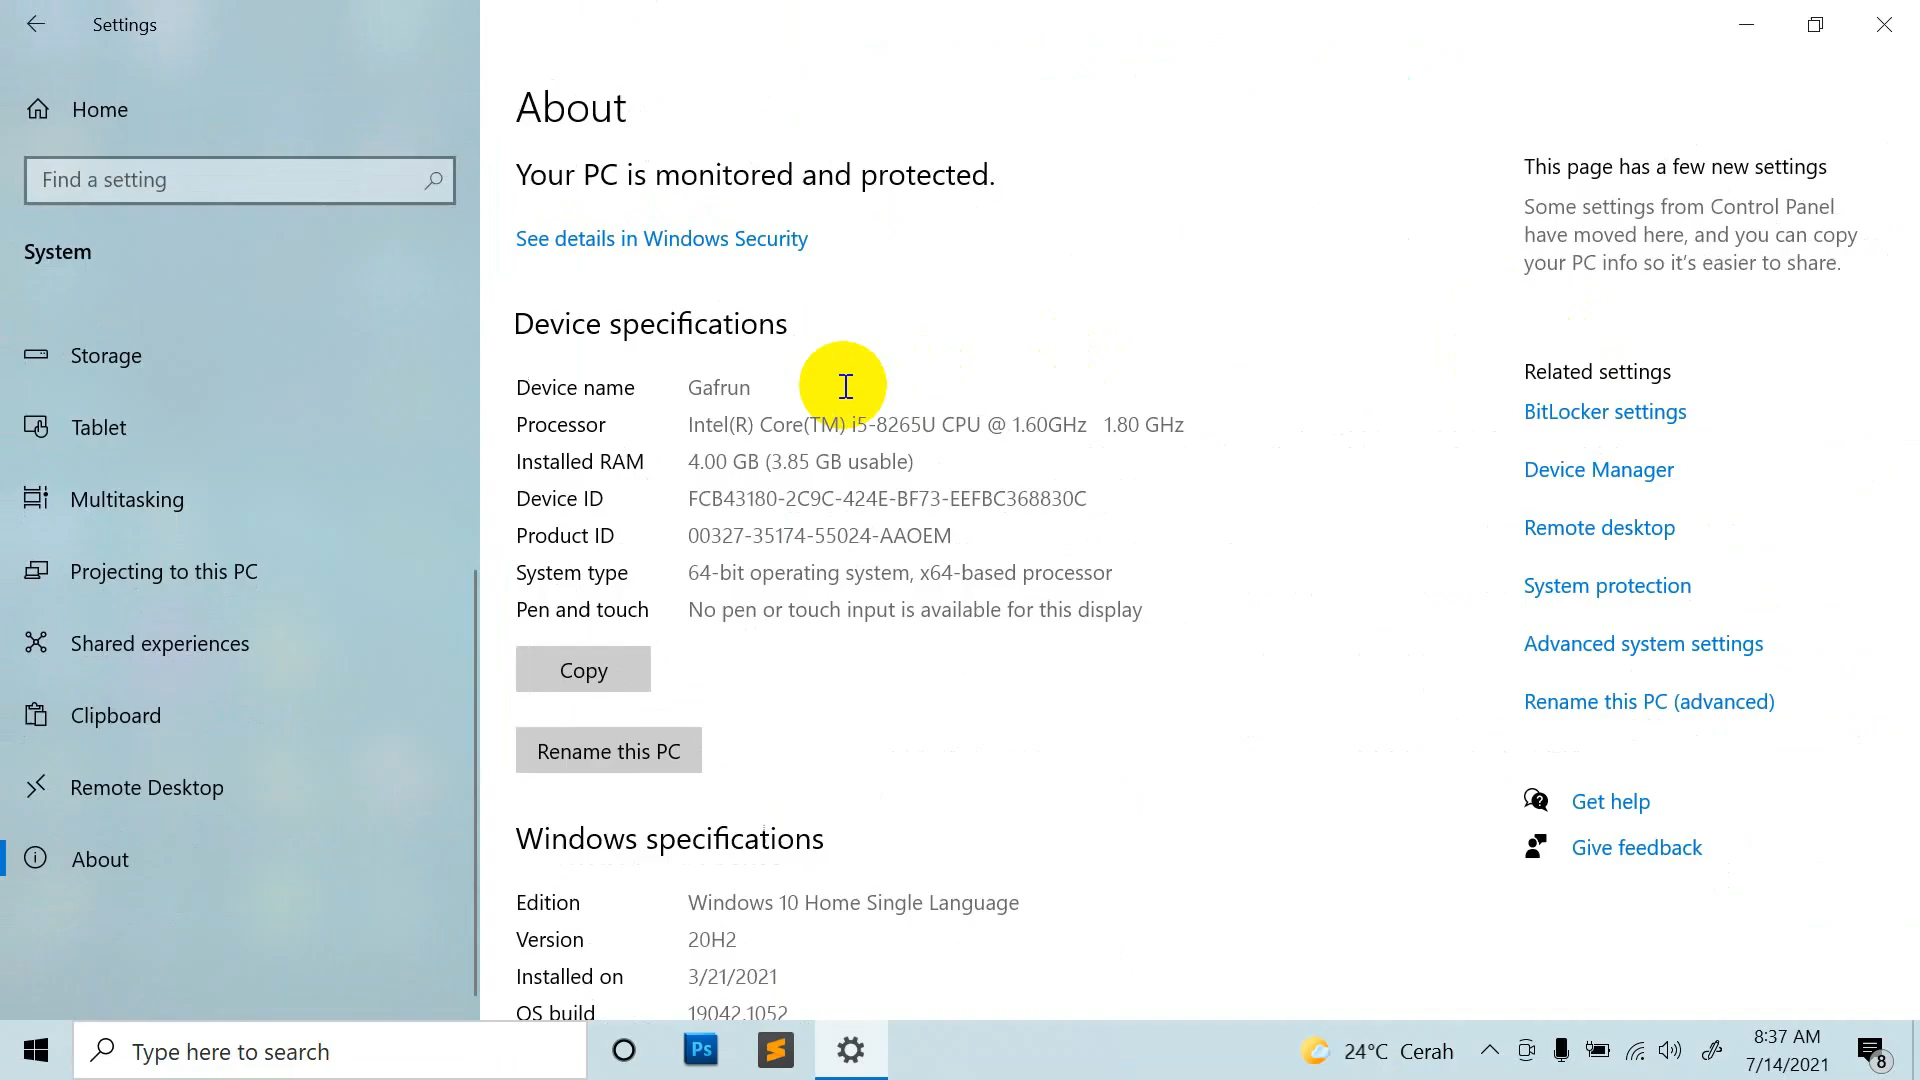 Settings
Home
Find a setting
System
Storage
Tablet
Multitasking
Projecting to this PC
Shared experiences
Clipboard
Remote Desktop
About
About
Your PC is monitored and protected.
See details in Windows Security
Device specifications
Device name Gafrun
Processor Intel(R) Core(TM) i5-8265U CPU @ 1.60GHz 1.80 GHz
Installed RAM 4.00 GB (3.85 GB usable)
Device ID FCB43180-2C9C-424E-BF73-EEFBC368830C
Product ID 00327-35174-55024-AAOEM
System type 64-bit operating system, x64-based processor
Pen and touch No pen or touch input is available for this display
Copy
Rename this PC
Windows specifications
Edition Windows 10 Home Single Language
Version 20H2
Installed on 3/21/2021
OS build 19042.1052
This page has a few new settings
Some settings from Control Panel
have moved here, and you can copy
your PC info so it's easier to share.
Related settings
BitLocker settings
Device Manager
Remote desktop
System protection
Advanced system settings
Rename this PC (advanced)
Get help
Give feedback
Type here to search
Ps
24°C Cerah
8:37 AM
7/14/2021
8